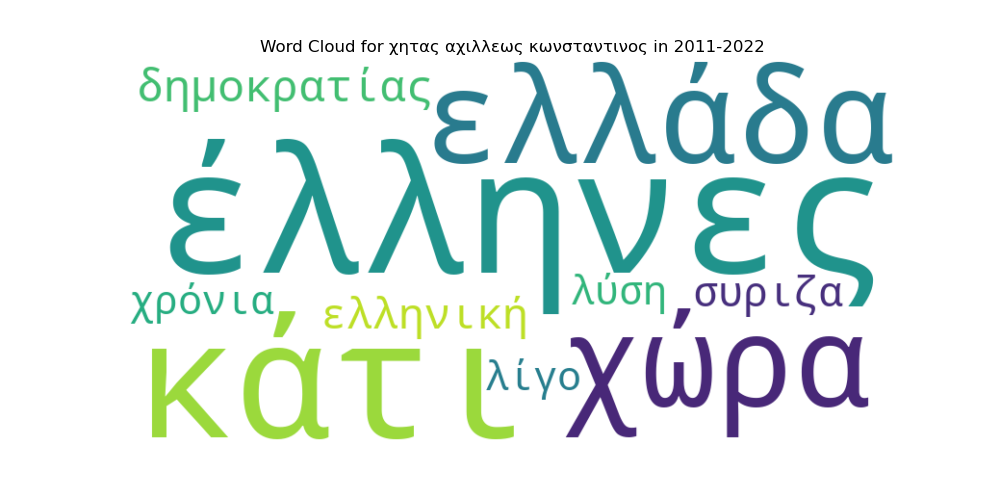 Word Cloud for χητας αχιλλεως κωνσταντινος in 2011-2022
δημοκρατίας
ελλάδα
έλληνες
χρόνια
ελληνική
λύση
συριζα
κάτι
λίγο
χώρα